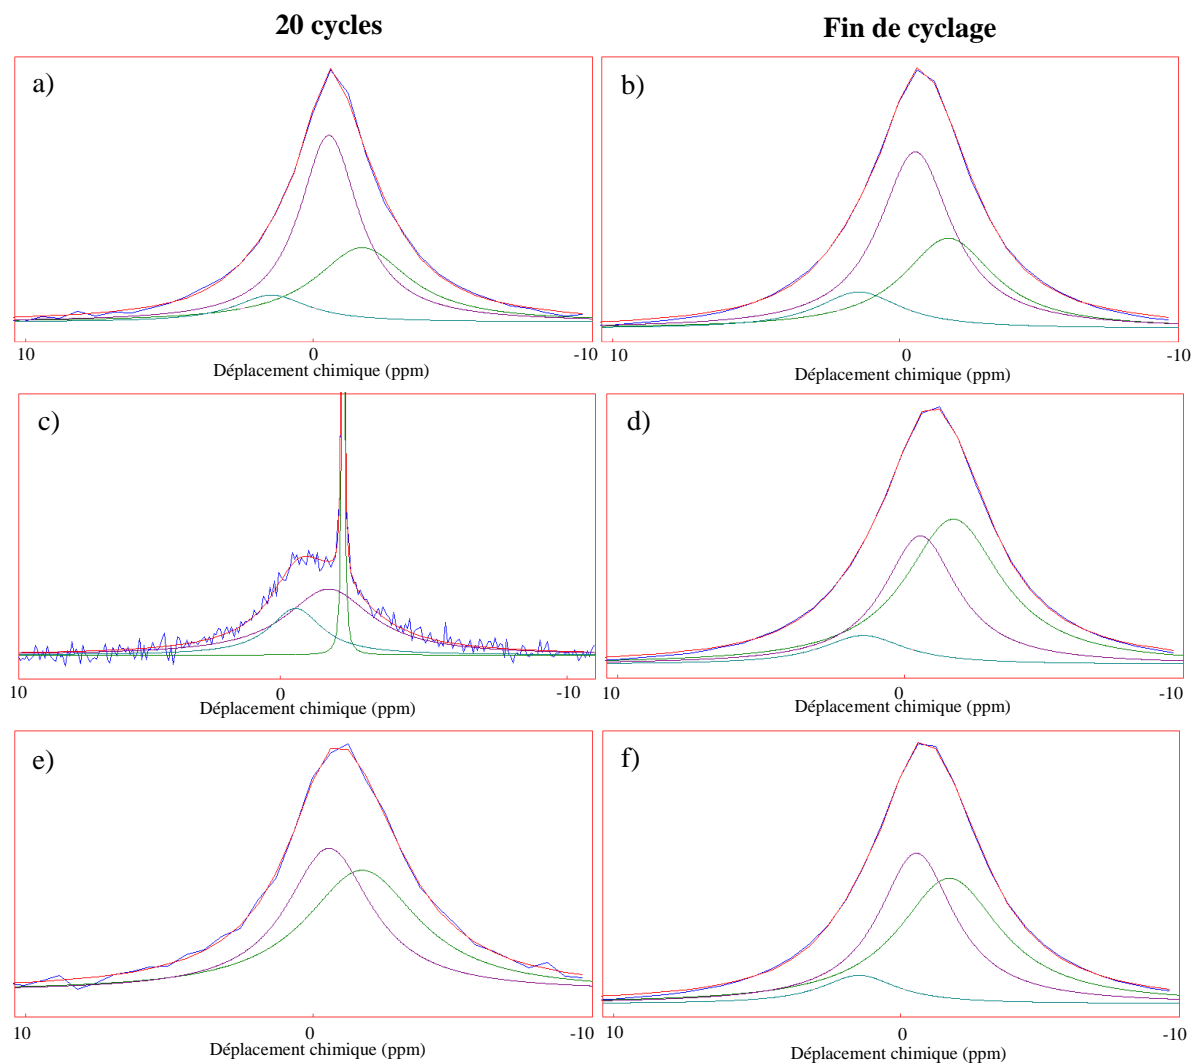 20 cycles
Fin de cyclage
a)
b)
10 0 -10
Déplacement chimique (ppm)
10 0 -10
Déplacement chimique (ppm)
c)
d)
10 0 -10
Déplacement chimique (ppm)
10 0 -10
Déplacement chimique (ppm)
e)
f)
10 0 -10
Déplacement chimique (ppm)
10 0 -10
Déplacement chimique (ppm)